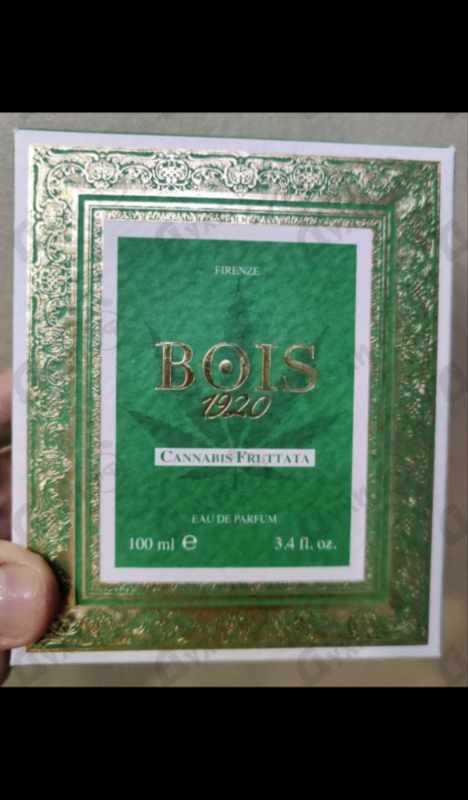 FIRENZE
BOIS
1920
CANNABIS FRUTTATA
EAU DE PARFUM
100 ml e 3,4 fl. oz.